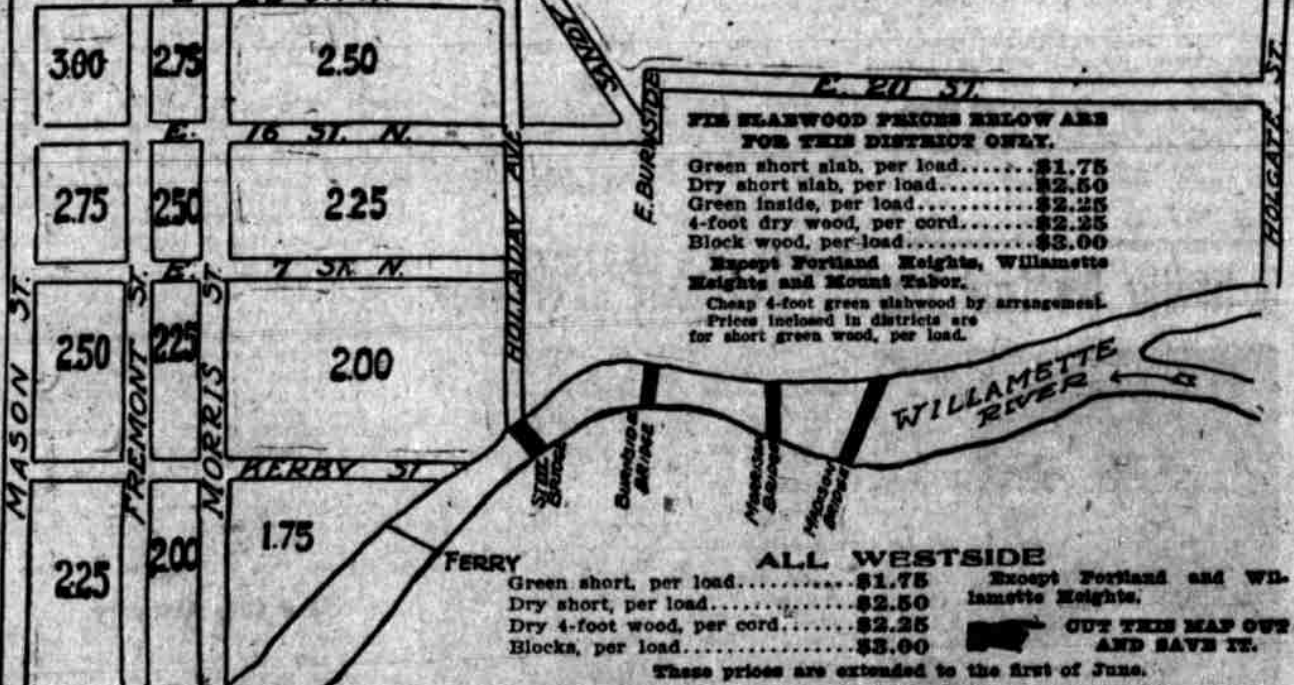 3.00 2.75 2.50
JONES
E. 20 ST.
HOLGATE ST.
E. 16 ST. N.
E. BURNSIDE
FIR SLABWOOD PRICES BELOW ARE
FOR THIS DISTRICT ONLY.
Green short slab, per load.......$1.75
Dry short slab, per load.........$2.50
Green inside, per load...........$2.25
4-foot dry wood, per cord........$2.25
Block wood, per load............$3.00
Except Portland Heights, Willamette
Heights and Mount Tabor.
Cheap 4-foot green slabwood by arrangement.
Prices inclosed in districts are
for short green wood, per load.
2.75 2.50 2.25
HOLLADAY AVE
E. 7 ST. N.
MASON ST.
FREMONT ST.
MORRIS ST.
2.50 2.25 2.00
WILLAMETTE
RIVER
KERBY ST
STEEL
BRIDGE
BURNSIDE
BRIDGE
MORRISON
BRIDGE
MADISON
BRIDGE
2.25 2.00 1.75
FERRY
ALL WESTSIDE
Green short, per load...........$1.75
Dry short, per load..............$2.50
Dry 4-foot wood, per cord.......$2.25
Blocks, per load.................$3.00
Except Portland and Wil-
lamette Heights.
CUT THIS MAP OUT
AND SAVE IT.
These prices are extended to the first of June.